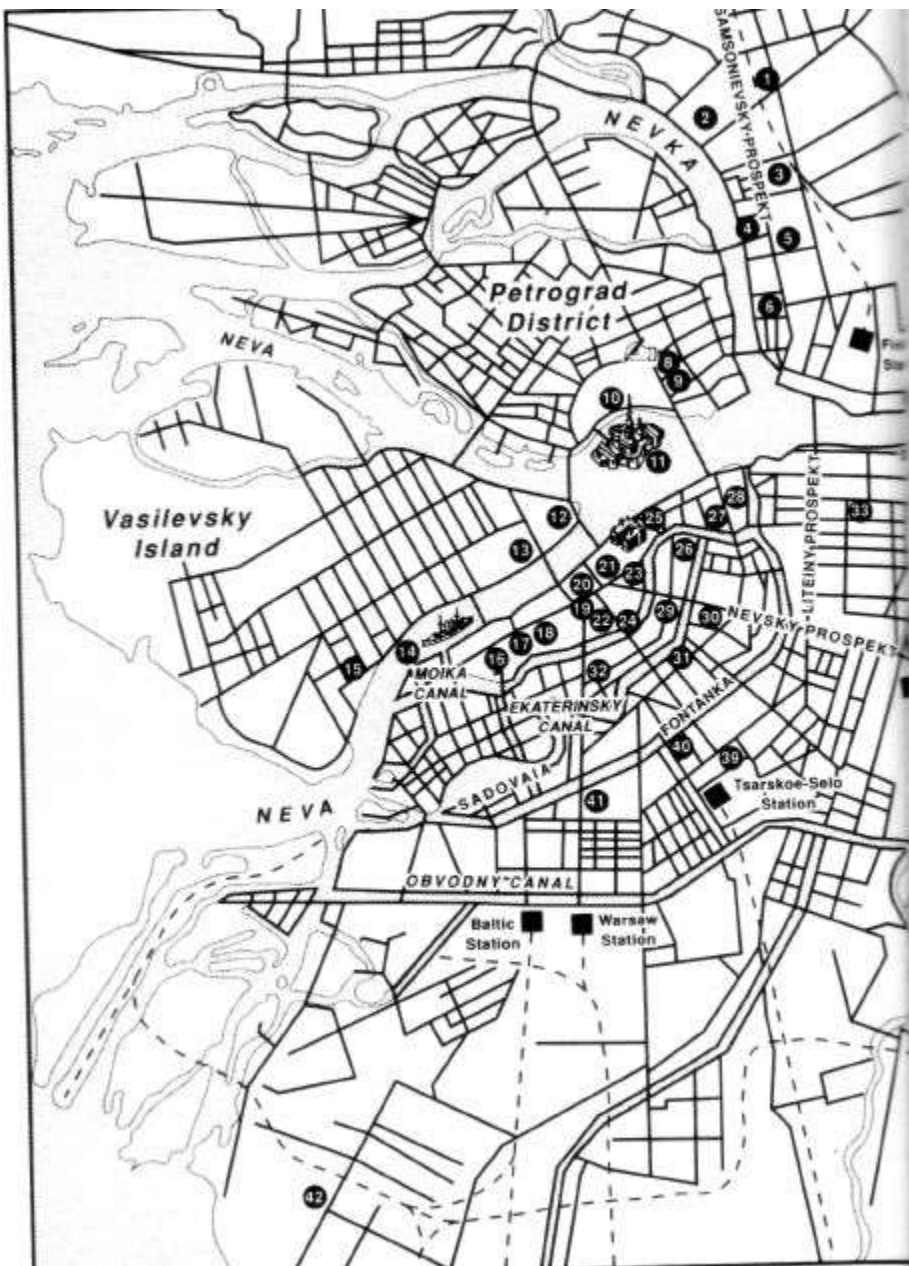 SAMSONIEVSKY PROSPEKT
1
2
NEVKA
3
4
5
Petrograd
District
6
NEVA
8
9
10
11
LITEINY PROSPEKT
Vasilevsky
Island
12
13
25
27
28
33
26
21
23
20
19
22
24
29
30
NEVSKY PROSPEKT
14
15
16
17
18
MOIKA
CANAL
32
31
EKATERINSKY
CANAL
FONTANKA
40
39
SADOVAIA
41
Tsarskoe-Selo
Station
NEVA
OBVODNY CANAL
Baltic
Station
Warsaw
Station
42